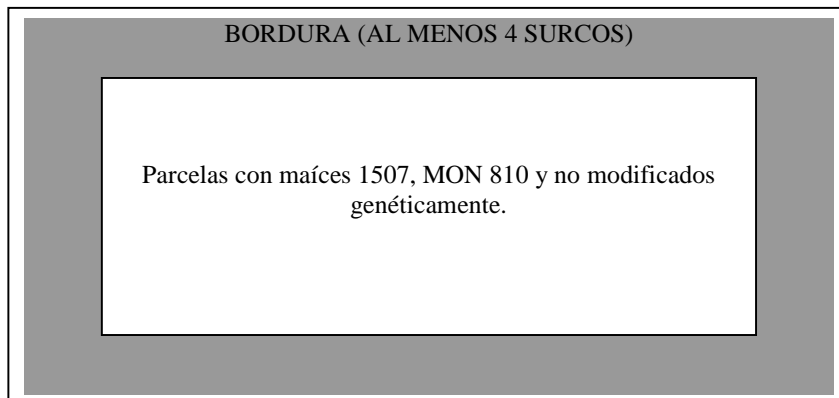 BORDURA (AL MENOS 4 SURCOS)
Parcelas con maíces 1507, MON 810 y no modificados
genéticamente.